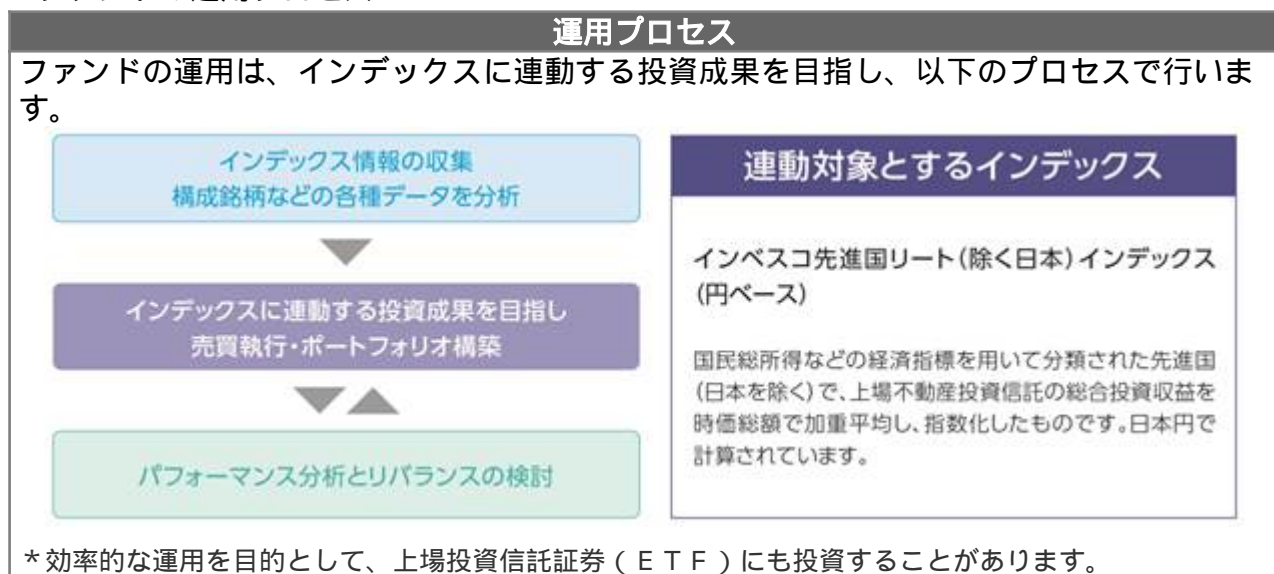 運用プロセス
ファンドの運用は、インデックスに連動する投資成果を目指し、以下のプロセスで行いま
す。
インデックス情報の収集
構成銘柄などの各種データを分析
インデックスに連動する投資成果を目指し
売買執行・ポートフォリオ構築
パフォーマンス分析とリバランスの検討
連動対象とするインデックス
インベスコ先進国リート(除く日本)インデックス
(円ベース)
国民総所得などの経済指標を用いて分類された先進国
(日本を除く)で、上場不動産投資信託の総合投資収益を
時価総額で加重平均し、指数化したものです。日本円で
計算されています。
*効率的な運用を目的として、上場投資信託証券(ETF)にも投資することがあります。